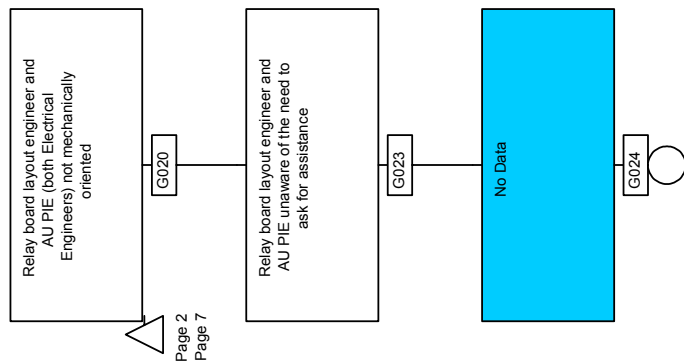 Relay board layout engineer and
AU PIE (both Electrical
Engineers) not mechanically
oriented
G020
Page 2
Page 7
Relay board layout engineer and
AU PIE unaware of the need to
ask for assistance
G023
No Data
G024